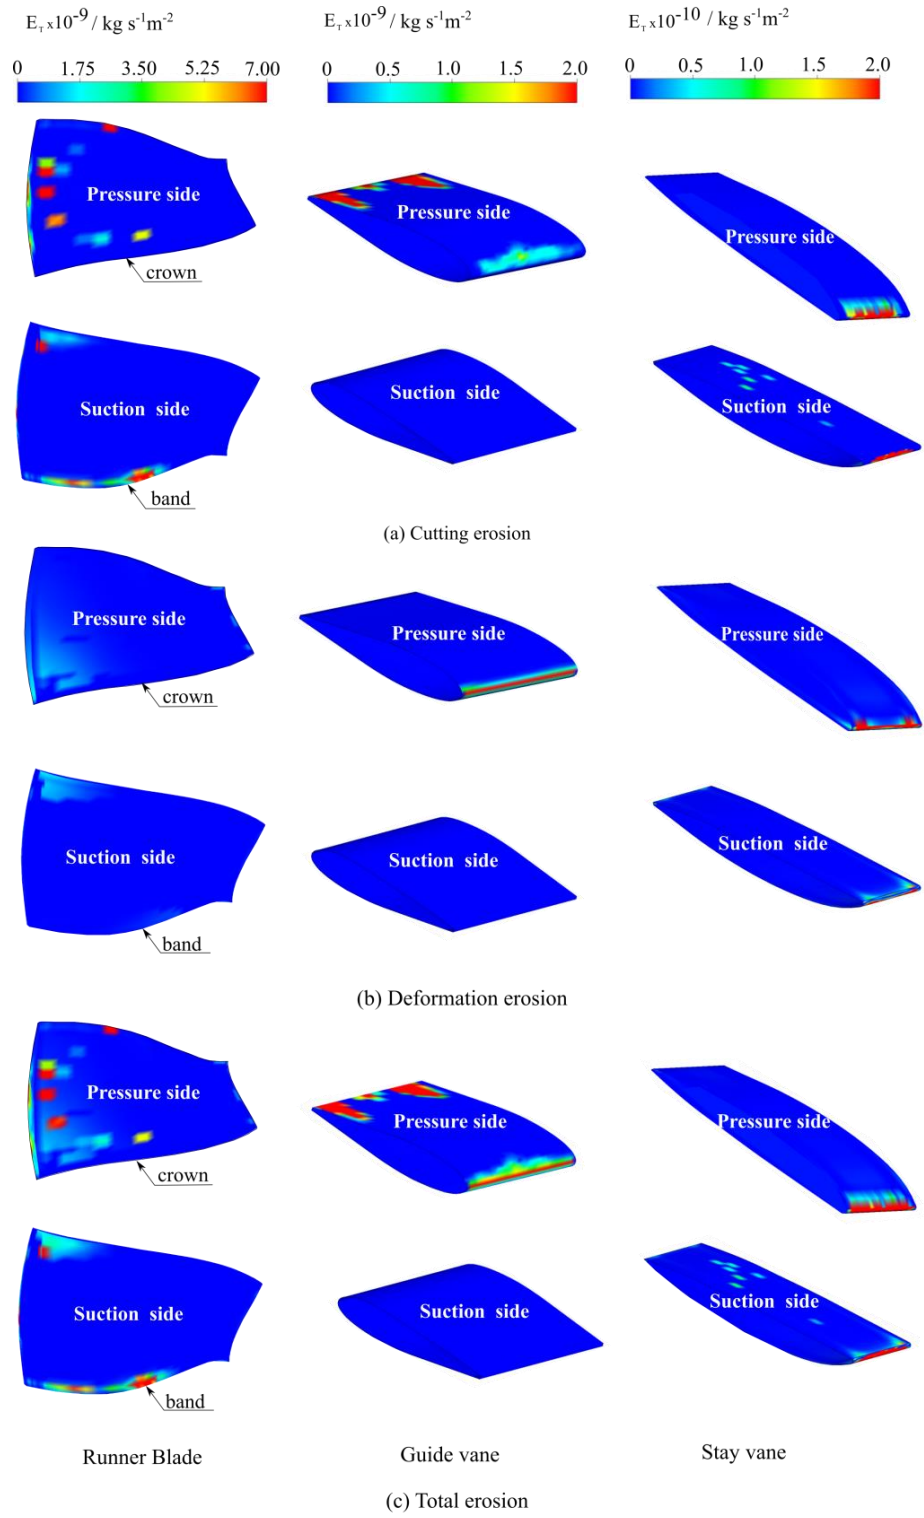 E_T x10^-9 / kg s^-1m^-2
E_T x10^-9 / kg s^-1m^-2
E_T x10^-10 / kg s^-1m^-2
0 1.75 3.50 5.25 7.00
0 0.5 1.0 1.5 2.0
0 0.5 1.0 1.5 2.0
Pressure side
Pressure side
Pressure side
crown
Suction side
Suction side
Suction side
band
(a) Cutting erosion
Pressure side
Pressure side
Pressure side
crown
Suction side
Suction side
Suction side
band
(b) Deformation erosion
Pressure side
Pressure side
Pressure side
crown
Suction side
Suction side
Suction side
band
Runner Blade
Guide vane
Stay vane
(c) Total erosion